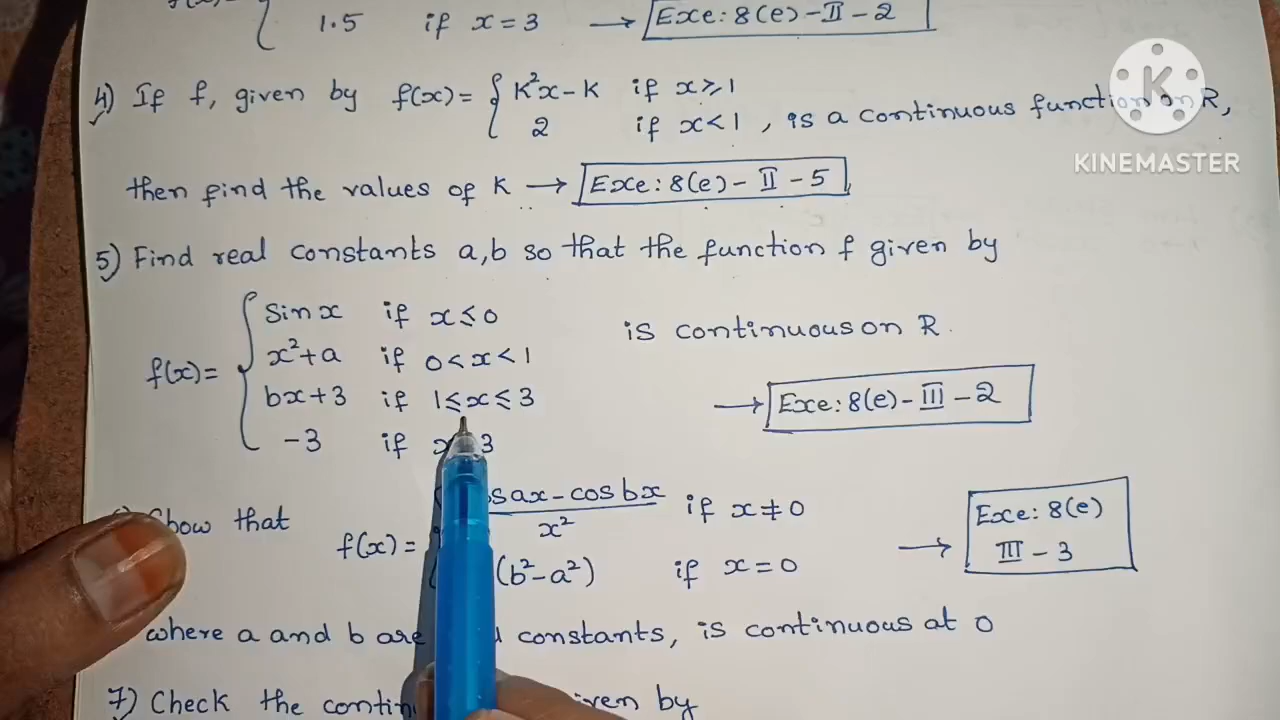 1.5 if x = 3 → Exe: 8(e) - II - 2
4) If f, given by f(x) = { k²x - k if x ≥ 1
2 if x < 1, is a continuous function on R,
K
KINEMASTER
then find the values of k → Exe: 8(e) - II - 5
5) Find real constants a, b so that the function f given by
f(x) = { sin x if x ≤ 0
x² + a if 0 < x < 1
bx + 3 if 1 ≤ x ≤ 3
-3 if x 3
is continuous on R.
→ Exe: 8(e) - III - 2
Show that f(x) = ax - cos bx / x² if x ≠ 0
(b² - a²) if x = 0
→ Exe: 8(e)
III - 3
where a and b are constants, is continuous at 0
7) Check the given by